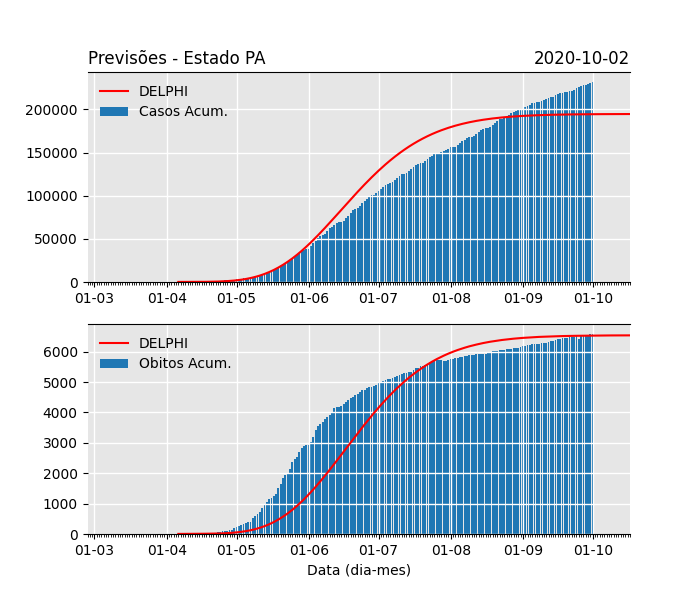 Previsões - Estado PA 2020-10-02
DELPHI
Casos Acum.
200000
150000
100000
50000
0
01-03 01-04 01-05 01-06 01-07 01-08 01-09 01-10
DELPHI
Obitos Acum.
6000
5000
4000
3000
2000
1000
0
01-03 01-04 01-05 01-06 01-07 01-08 01-09 01-10
Data (dia-mes)